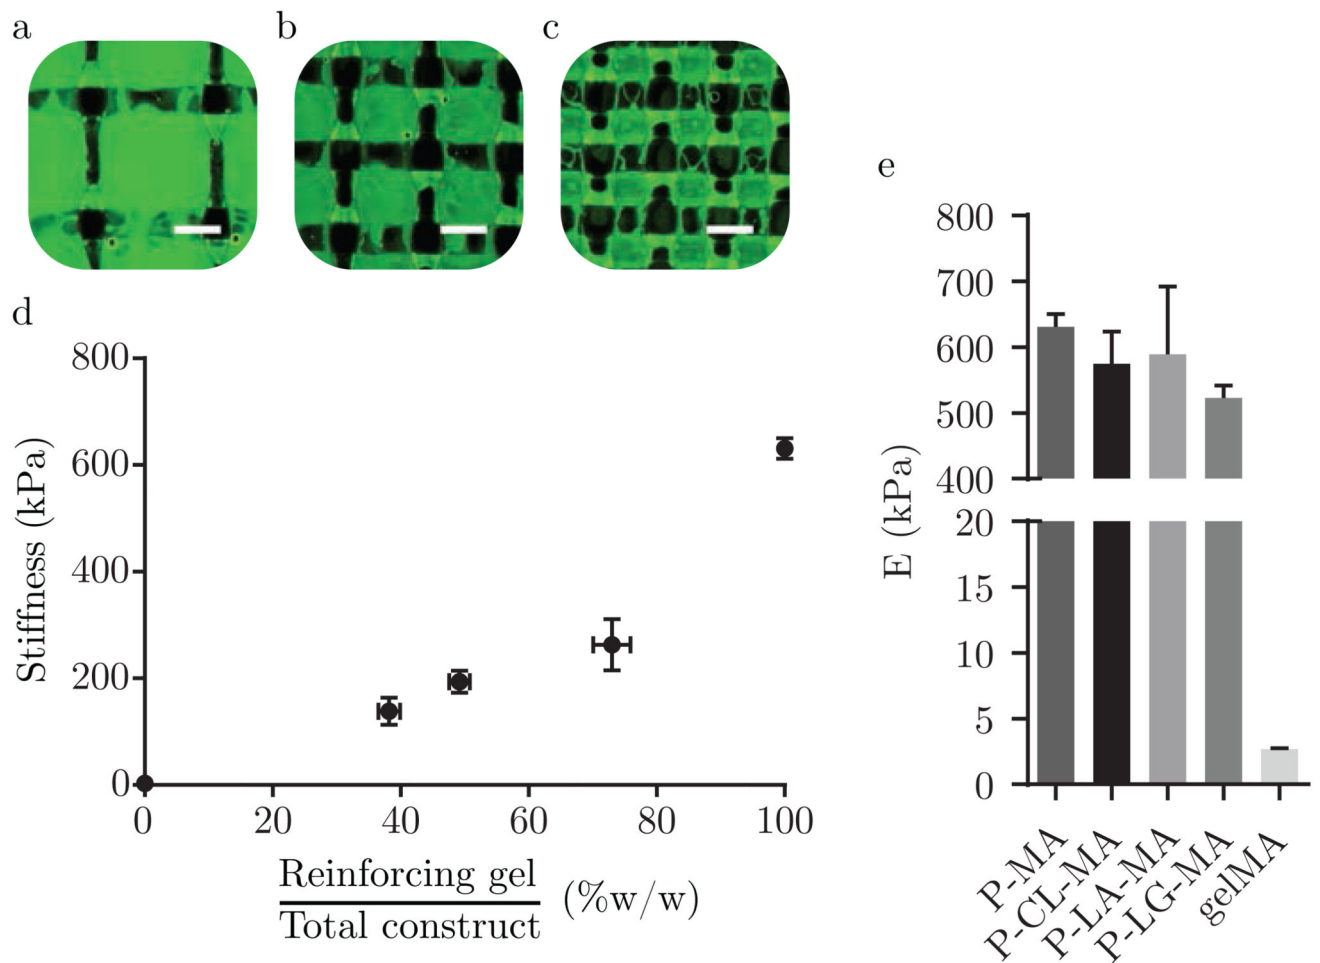 a
b
c
d
800
600
400
200
0
Stiffness (kPa)
0 20 40 60 80 100
Reinforcing gel
Total construct
(%w/w)
e
800
700
600
500
400
20
15
10
5
0
E (kPa)
P-MA
P-CL-MA
P-LA-MA
P-LG-MA
gelMA